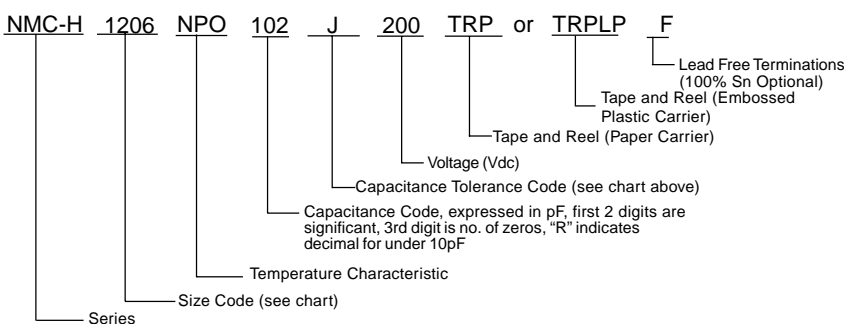 NMC-H 1206 NPO 102 J 200 TRP or TRPLP F
Lead Free Terminations
(100% Sn Optional)
Tape and Reel (Embossed
Plastic Carrier)
Tape and Reel (Paper Carrier)
Voltage (Vdc)
Capacitance Tolerance Code (see chart above)
Capacitance Code, expressed in pF, first 2 digits are
significant, 3rd digit is no. of zeros, “R” indicates
decimal for under 10pF
Temperature Characteristic
Size Code (see chart)
Series